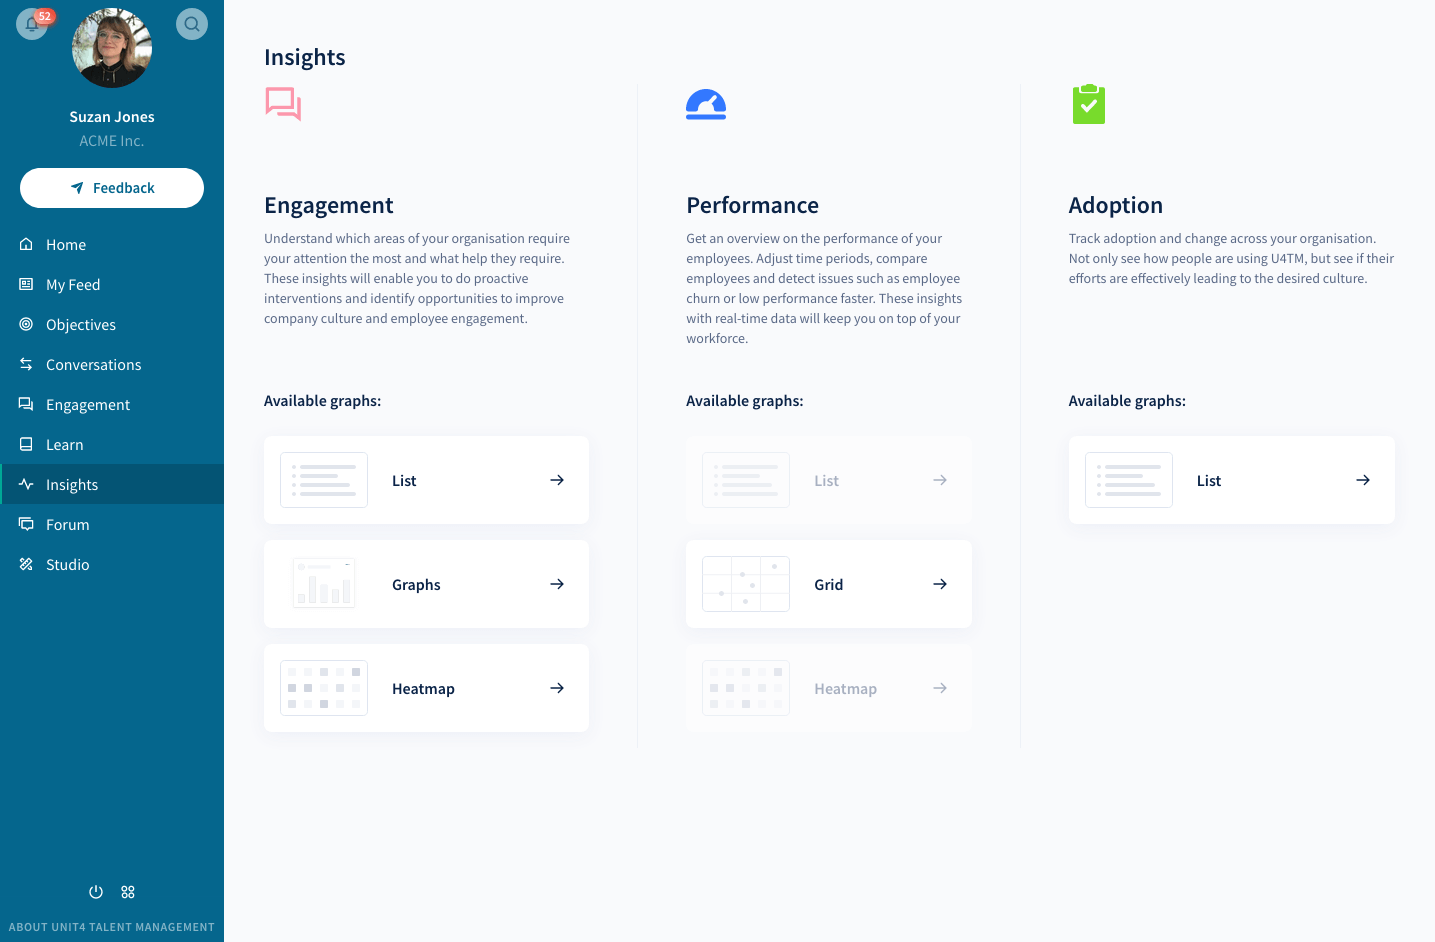 52
Suzan Jones
ACME Inc.
Feedback
Home
My Feed
Objectives
Conversations
Engagement
Learn
Insights
Forum
Studio
ABOUT UNIT4 TALENT MANAGEMENT
Insights
Engagement
Understand which areas of your organisation require
your attention the most and what help they require.
These insights will enable you to do proactive
interventions and identify opportunities to improve
company culture and employee engagement.
Available graphs:
List
Graphs
Heatmap
Performance
Get an overview on the performance of your
employees. Adjust time periods, compare
employees and detect issues such as employee
churn or low performance faster. These insights
with real-time data will keep you on top of your
workforce.
Available graphs:
List
Grid
Heatmap
Adoption
Track adoption and change across your organisation.
Not only see how people are using U4TM, but see if their
efforts are effectively leading to the desired culture.
Available graphs:
List